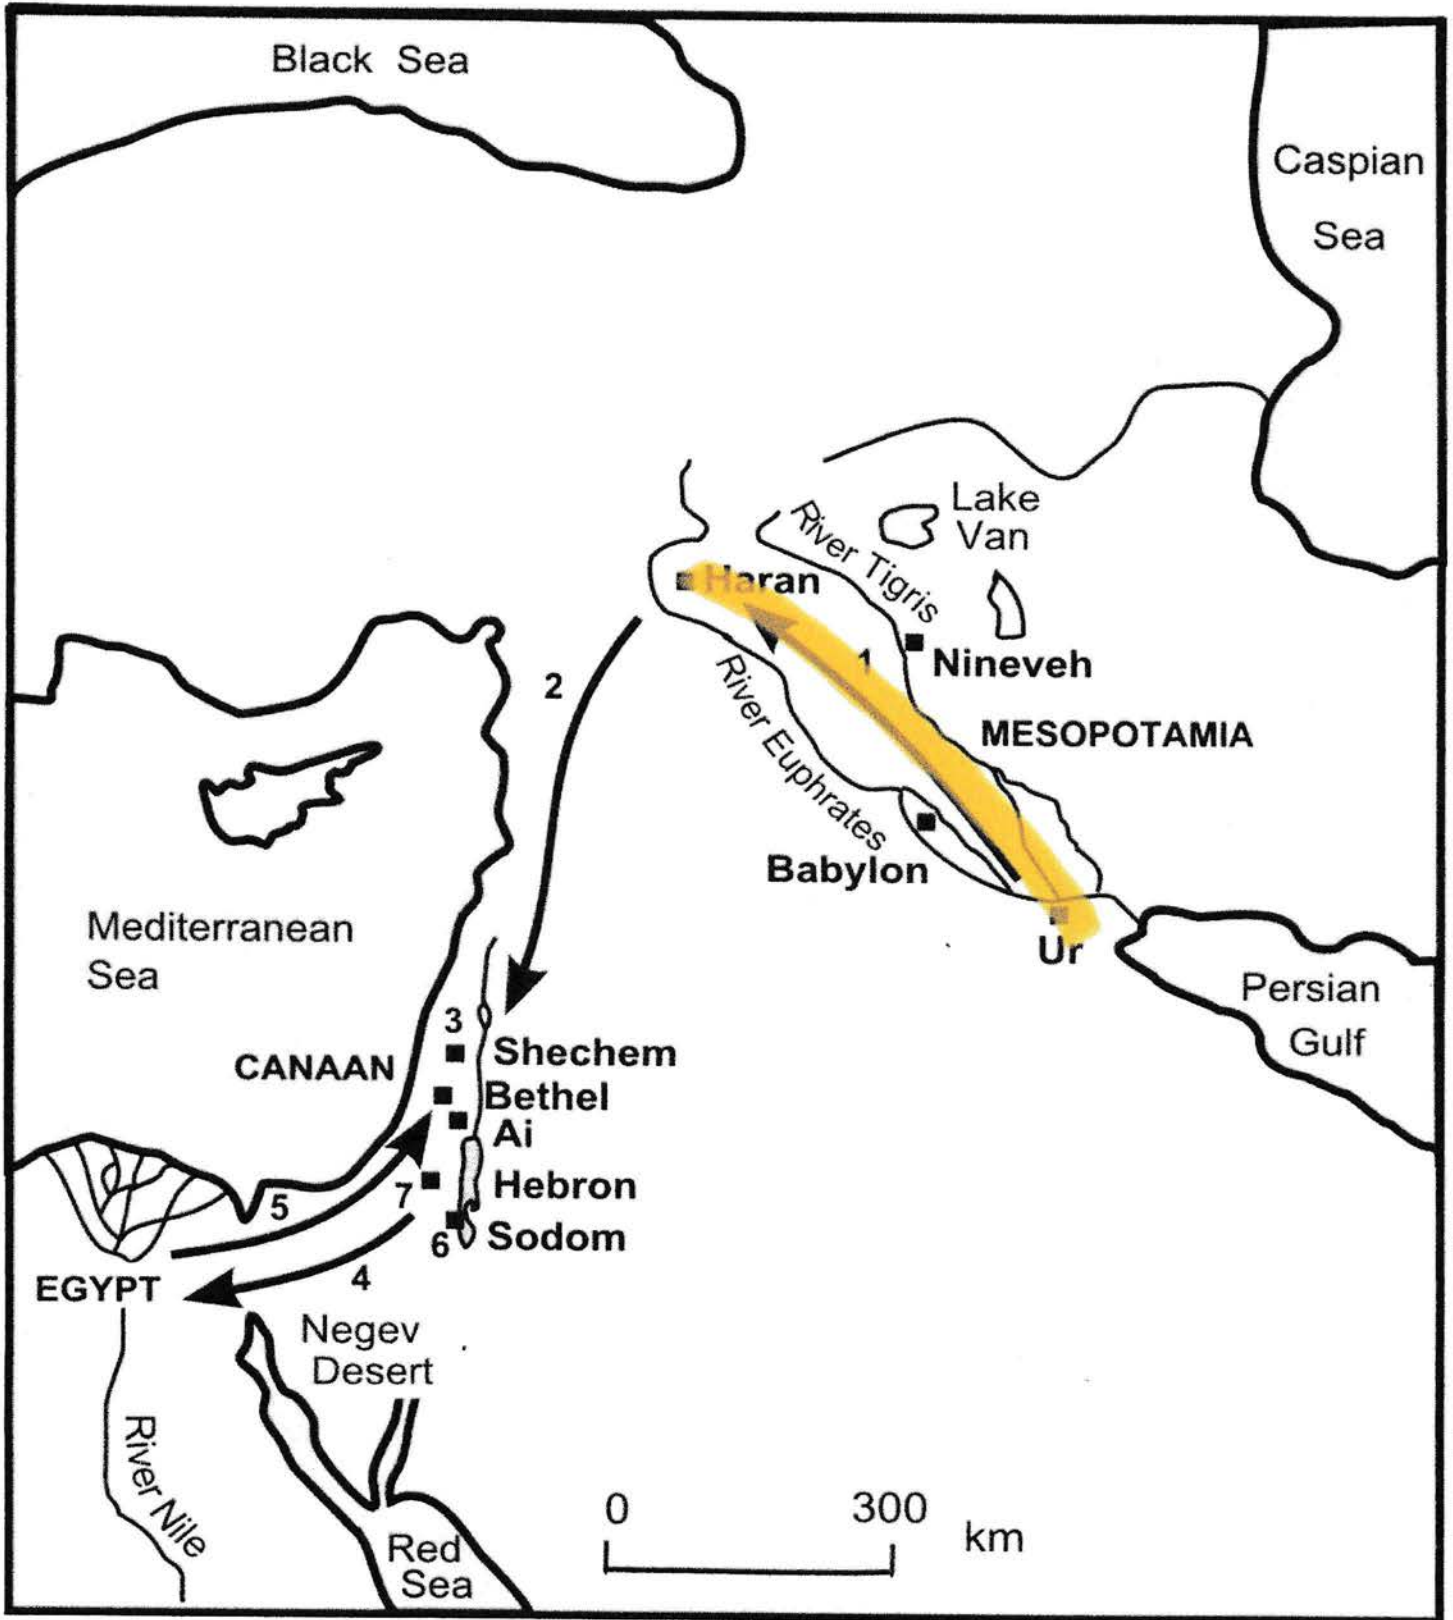 Black Sea
Caspian
Sea
Lake
Van
River Tigris
Haran
1
Nineveh
2
River Euphrates
MESOPOTAMIA
Babylon
Mediterranean
Sea
Ur
Persian
Gulf
3
Shechem
CANAAN
Bethel
Ai
Hebron
7
5
Sodom
6
4
EGYPT
Negev
Desert
River Nile
0 300
km
Red
Sea